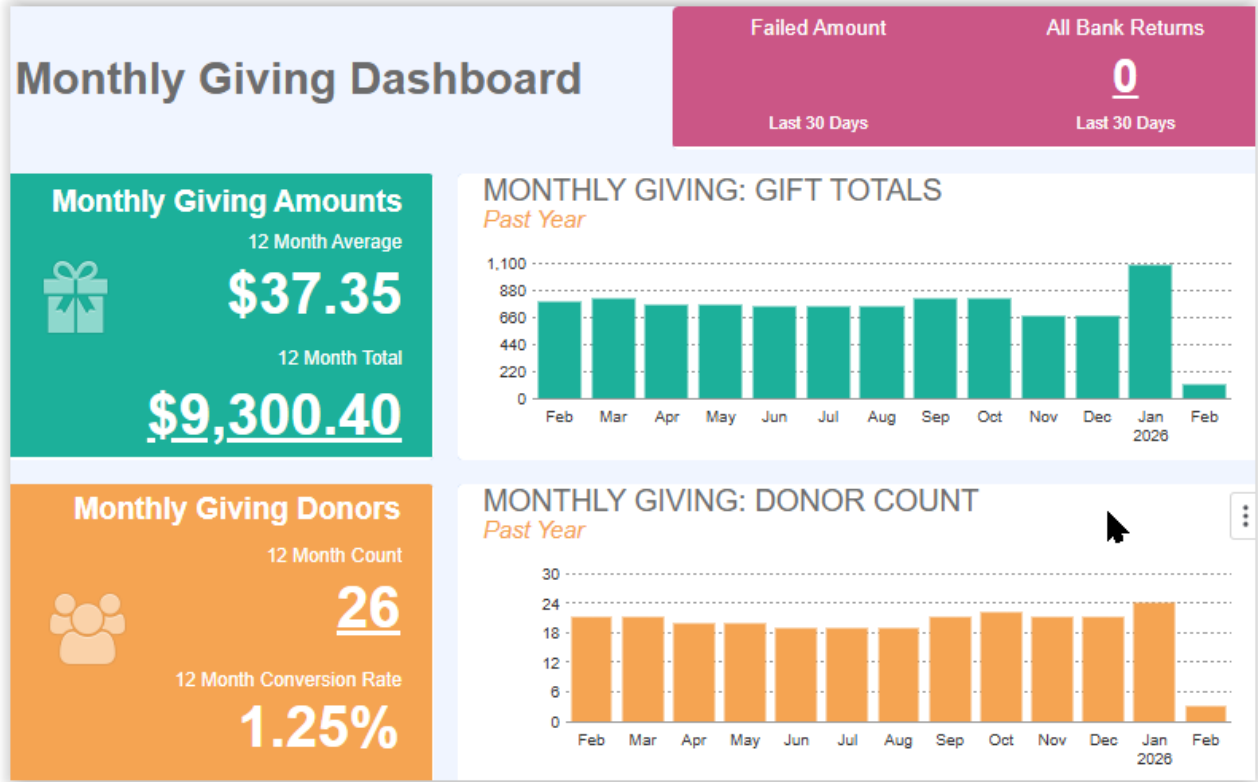 Monthly Giving Dashboard
Failed Amount
Last 30 Days
All Bank Returns
0
Last 30 Days
Monthly Giving Amounts
12 Month Average
$37.35
12 Month Total
$9,300.40
MONTHLY GIVING: GIFT TOTALS
Past Year
1,100
880
660
440
220
0
Feb Mar Apr May Jun Jul Aug Sep Oct Nov Dec Jan Feb
2026
Monthly Giving Donors
12 Month Count
26
12 Month Conversion Rate
1.25%
MONTHLY GIVING: DONOR COUNT
Past Year
30
24
18
12
6
0
Feb Mar Apr May Jun Jul Aug Sep Oct Nov Dec Jan Feb
2026